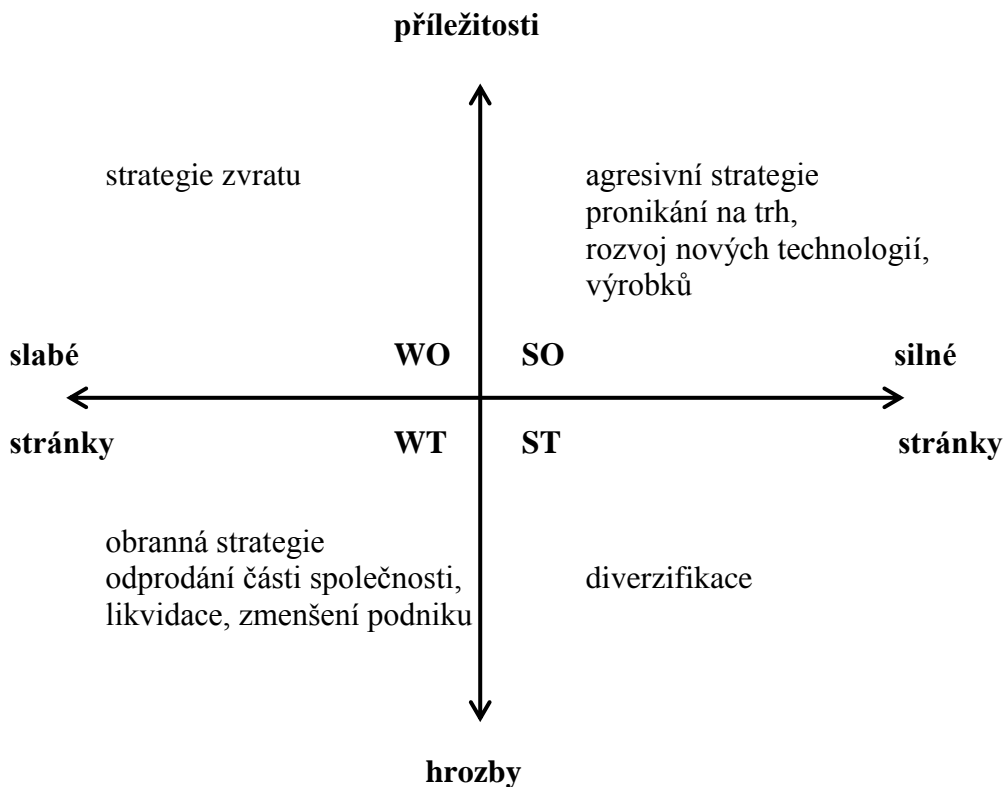 příležitosti
strategie zvratu
agresivní strategie
pronikání na trh,
rozvoj nových technologií,
výrobků
slabé WO SO silné
stránky WT ST stránky
obranná strategie
odprodání části společnosti,
likvidace, zmenšení podniku
diverzifikace
hrozby